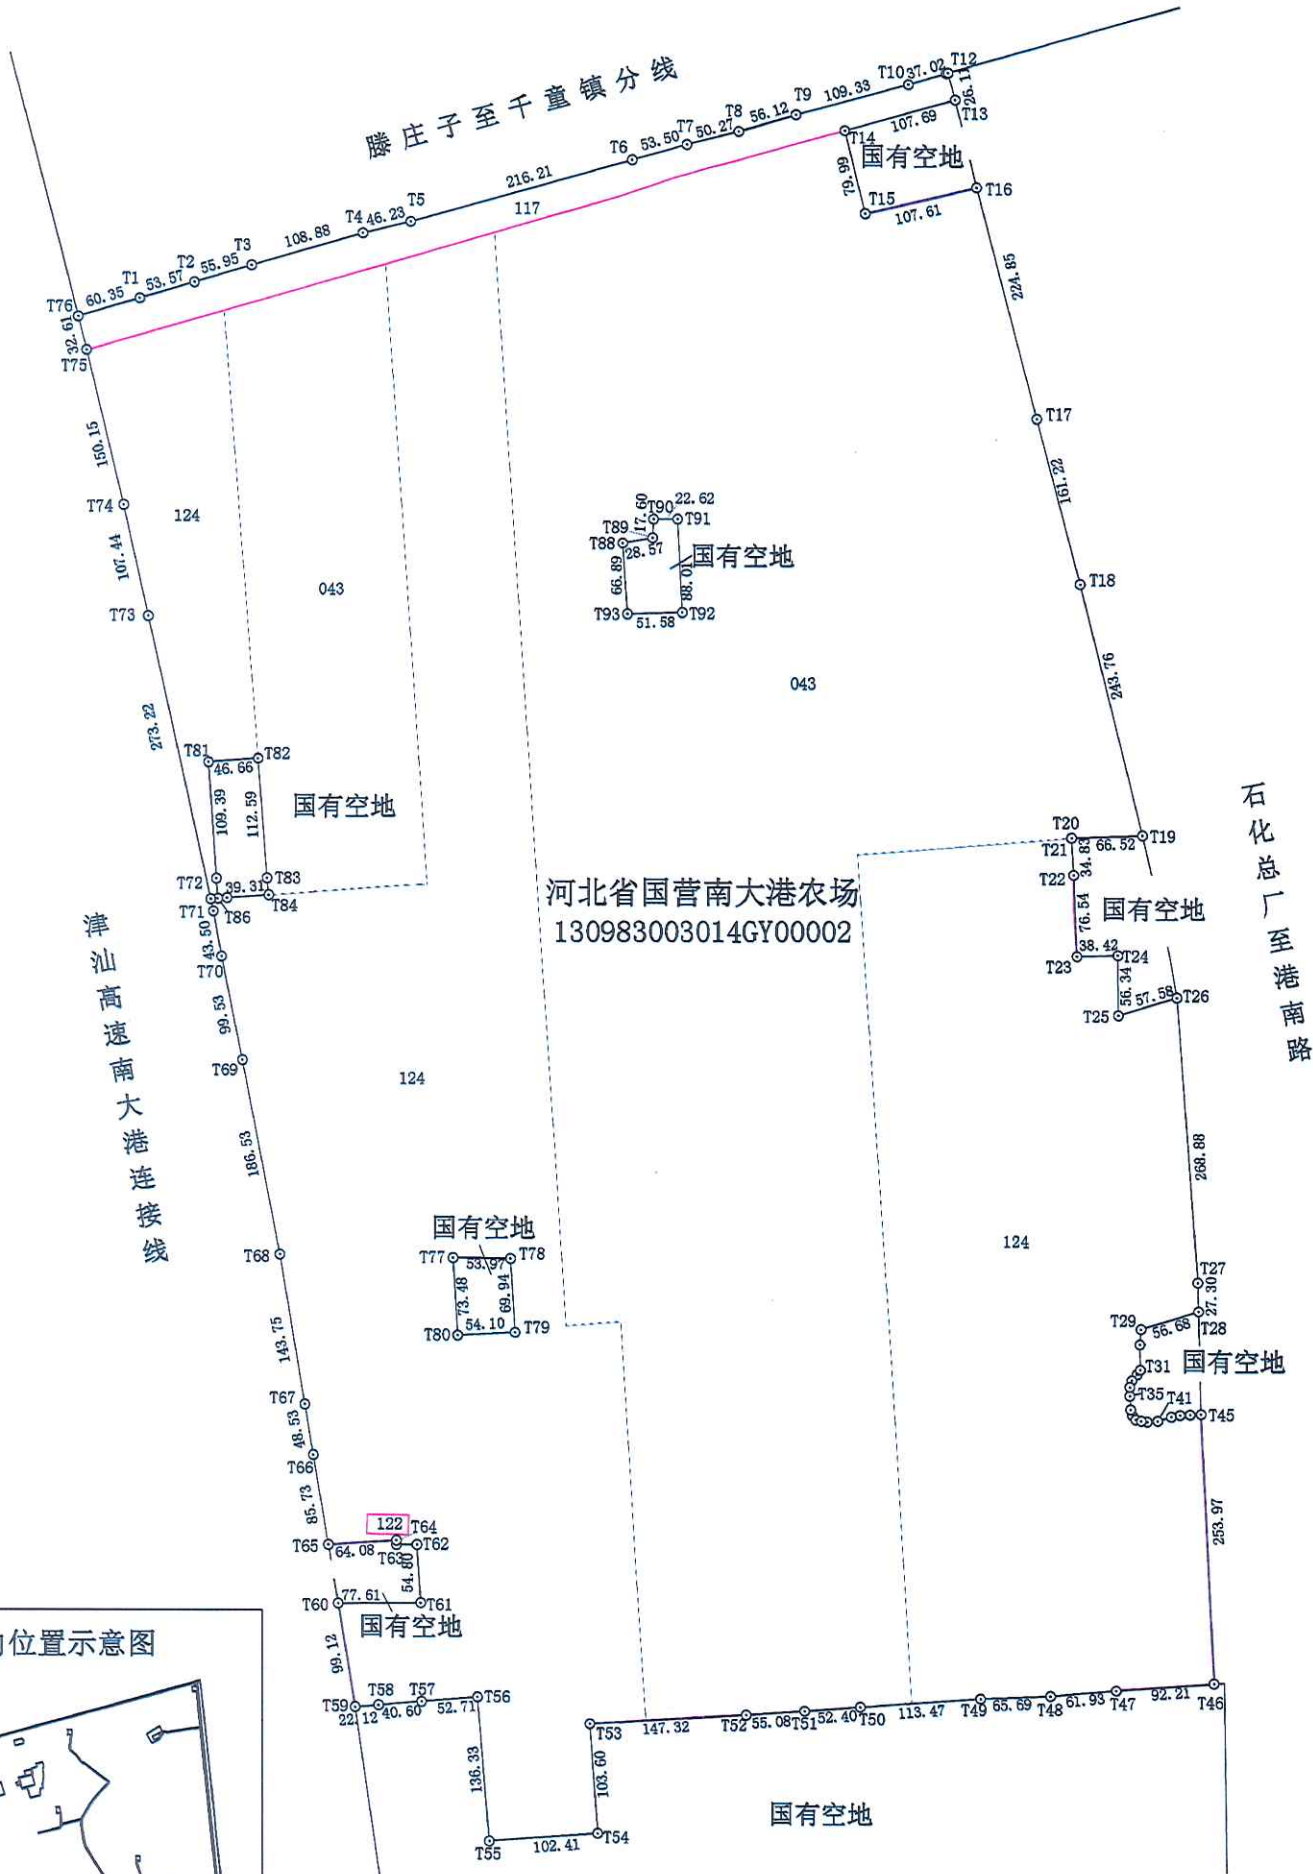 滕庄子至千童镇分线
T12
T10
37.02
26.11
T9
109.33
T13
T8
56.12
107.69
T7
50.27
T14
T6
53.50
国有空地
216.21
79.99
T16
117
T15
107.61
T5
T4
46.23
108.88
T3
T2
55.95
T1
53.57
T76
60.35
32.61
T75
224.85
T17
150.15
161.22
T74
124
22.62
T90
17.60
T91
T89
T88
28.57
国有空地
107.44
66.89
88.01
T18
043
T73
T93
T92
51.58
243.76
043
273.22
T81
T82
46.66
109.39
112.59
国有空地
石化总厂至港南路
T20
T19
T21
66.52
34.83
T22
T72
39.31
T83
T84
T71
T86
河北省国营南大港农场
130983003014GY00002
76.54
国有空地
津汕高速南大港连接线
43.50
T70
38.42
T23
T24
56.34
57.58
T26
T25
99.53
T69
124
186.53
268.88
国有空地
T68
T77
53.97
T78
124
73.48
69.94
T27
27.30
T80
54.10
T79
T29
56.68
T28
143.75
T31
国有空地
T35
T41
T45
T67
48.53
T66
85.73
253.97
122
T64
T65
64.08
T63
T62
54.80
T60
77.61
T61
国有空地
99.12
的位置示意图
T59
T58
T57
T56
22.12
40.60
52.71
T53
147.32
T52
55.08
T51
52.40
T50
113.47
T49
65.69
T48
61.93
T47
92.21
T46
136.33
103.60
国有空地
T55
102.41
T54